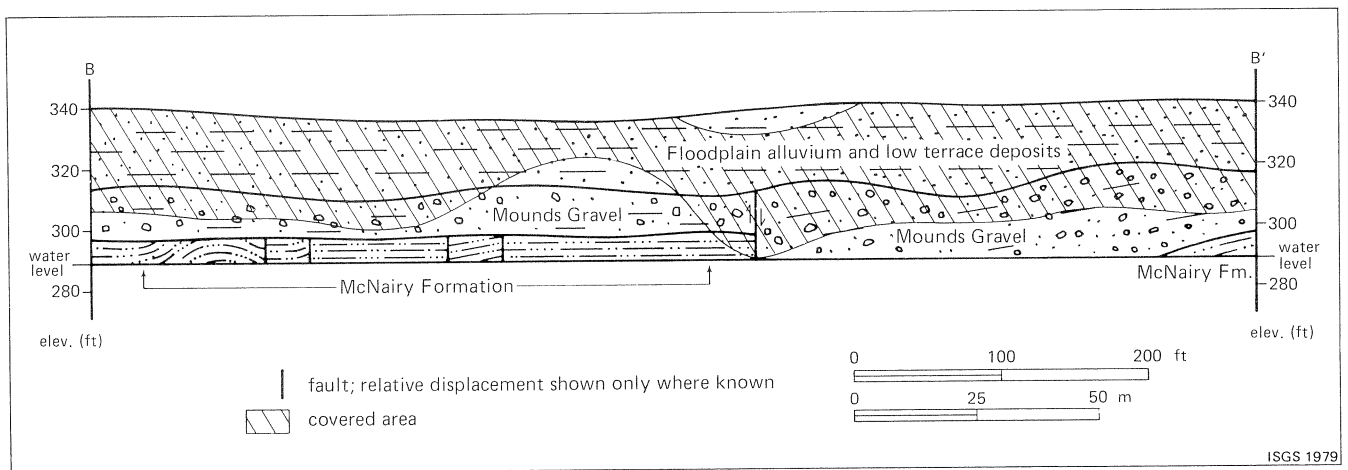 B
B'
340
340
320
320
Floodplain alluvium and low terrace deposits
Mounds Gravel
300
300
Mounds Gravel
water
level
water
level
McNairy Fm.
McNairy Formation
280
280
elev. (ft)
elev. (ft)
0 100 200 ft
fault; relative displacement shown only where known
0 25 50 m
covered area
ISGS 1979